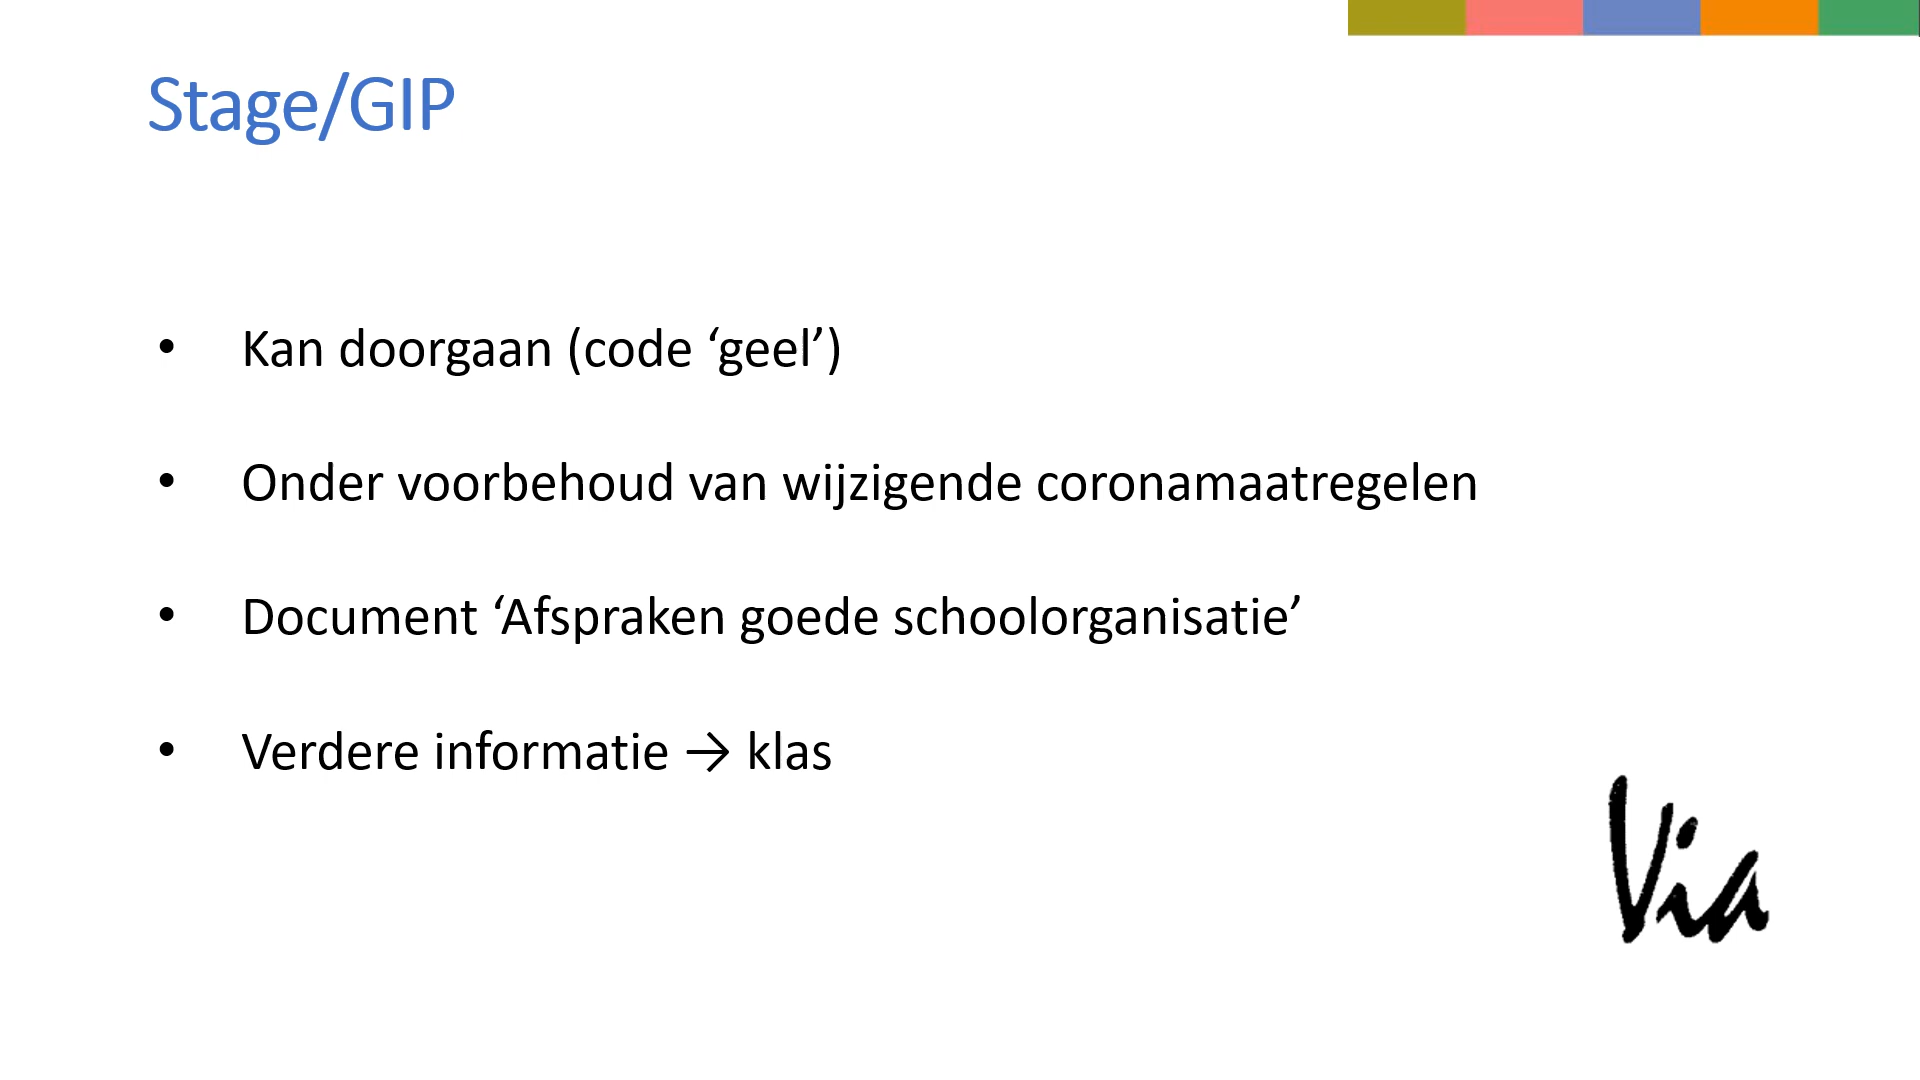 Stage/GIP
• Kan doorgaan (code ‘geel’)
• Onder voorbehoud van wijzigende coronamaatregelen
• Document ‘Afspraken goede schoolorganisatie’
• Verdere informatie → klas
Via